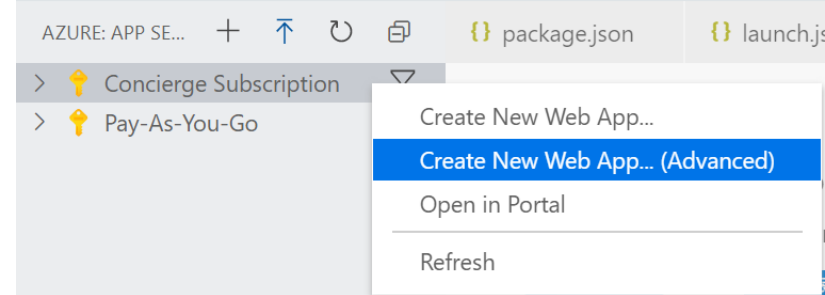 AZURE: APP SE...
{} package.json
{} launch.js
Concierge Subscription
Pay-As-You-Go
Create New Web App...
Create New Web App... (Advanced)
Open in Portal
Refresh